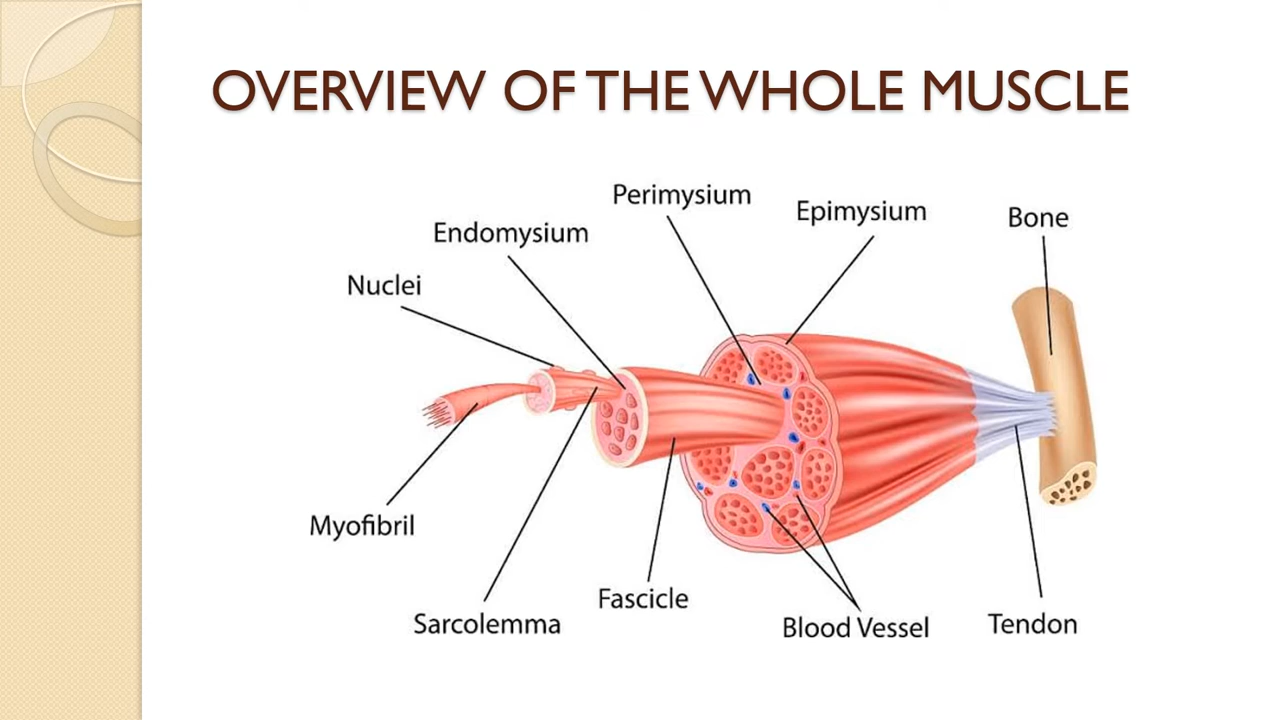 OVERVIEW OF THE WHOLE MUSCLE
Perimysium
Epimysium
Bone
Endomysium
Nuclei
Myofibril
Fascicle
Sarcolemma
Blood Vessel
Tendon